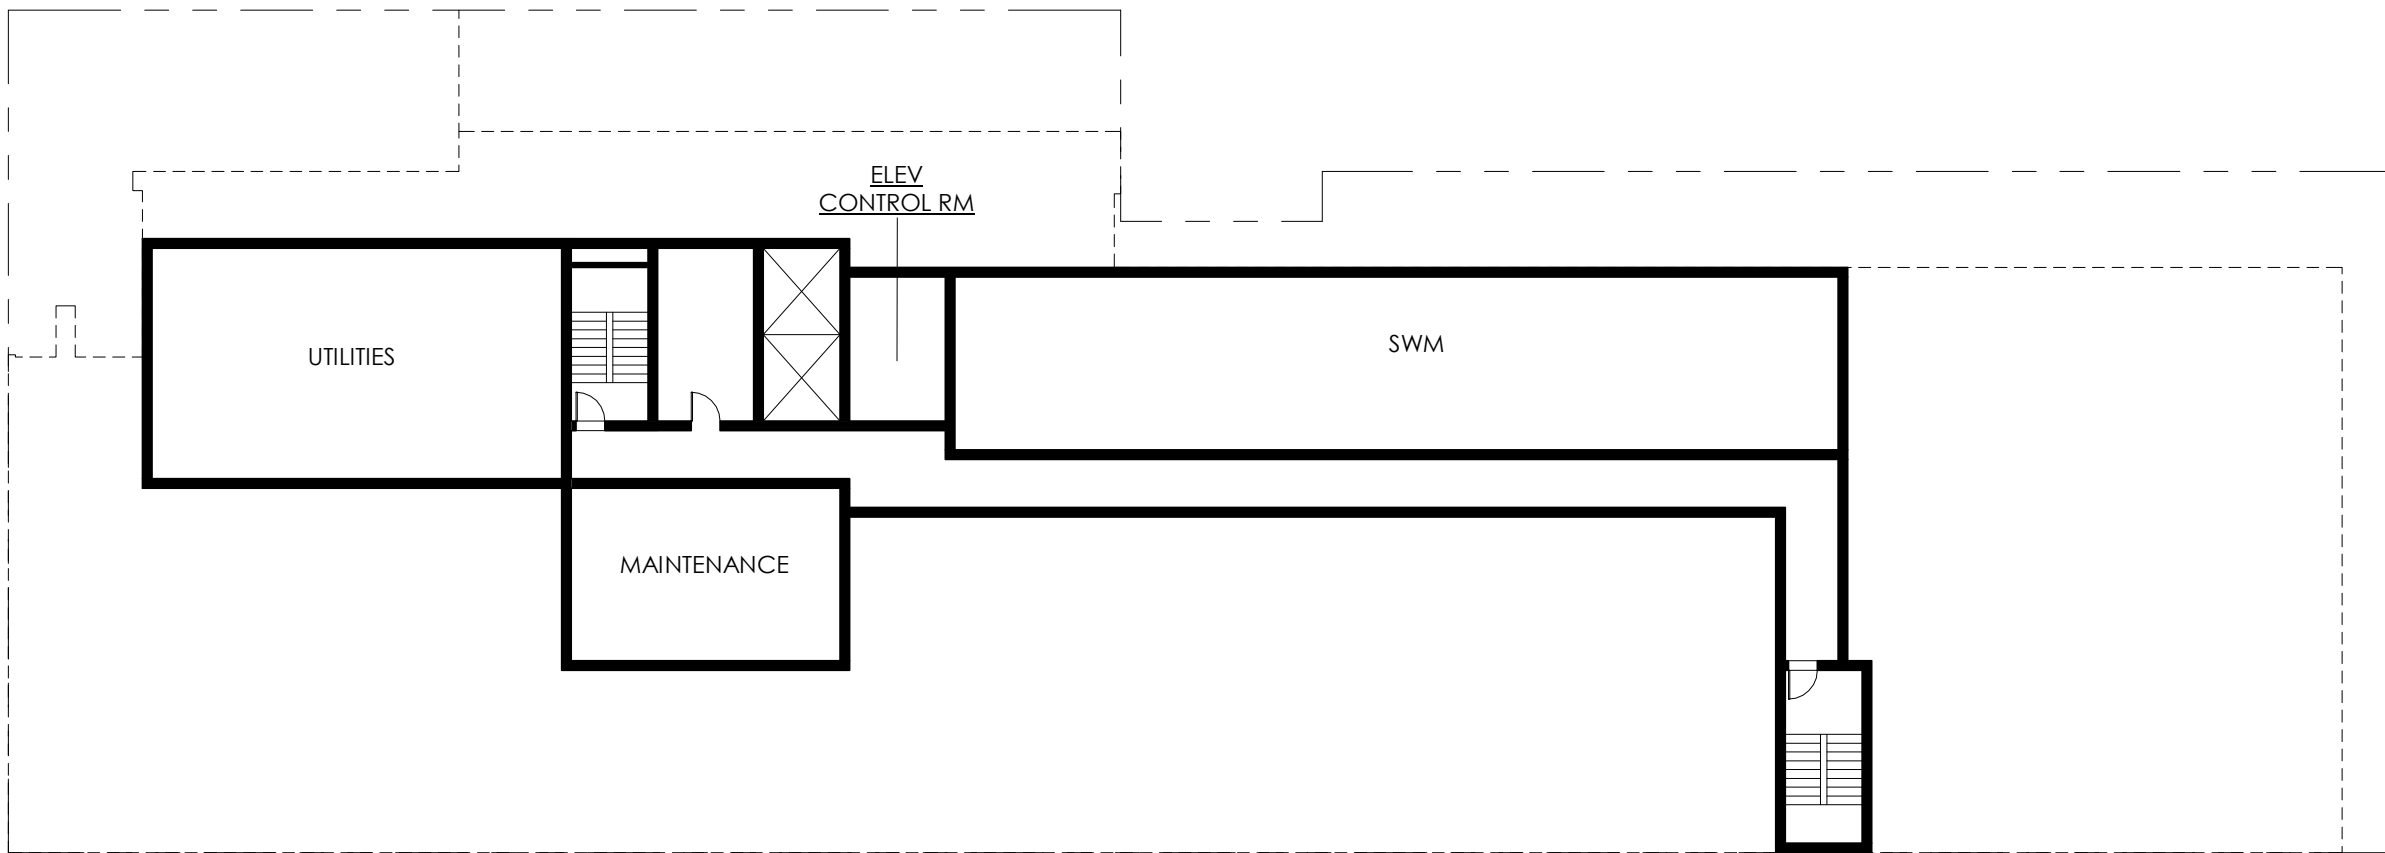 ELEV
CONTROL RM
UTILITIES
SWM
MAINTENANCE